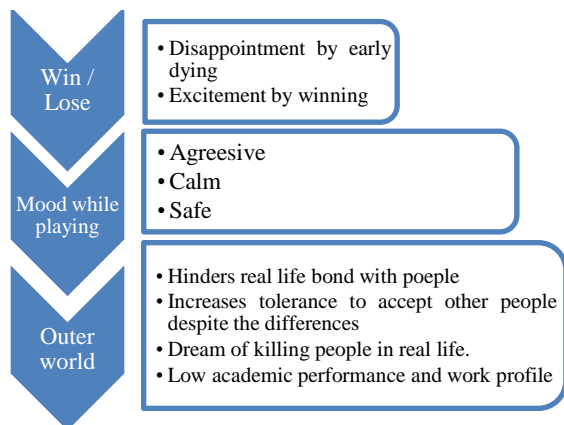 Win /
Lose
• Disappointment by early
dying
• Excitement by winning
Mood while
playing
• Agreesive
• Calm
• Safe
Outer
world
• Hinders real life bond with poeple
• Increases tolerance to accept other people
despite the differences
• Dream of killing people in real life.
• Low academic performance and work profile